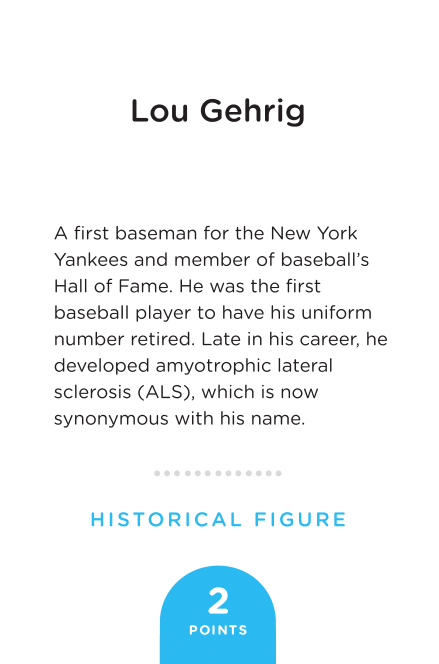 Lou Gehrig
A first baseman for the New York
Yankees and member of baseball’s
Hall of Fame. He was the first
baseball player to have his uniform
number retired. Late in his career, he
developed amyotrophic lateral
sclerosis (ALS), which is now
synonymous with his name.
HISTORICAL FIGURE
2
POINTS